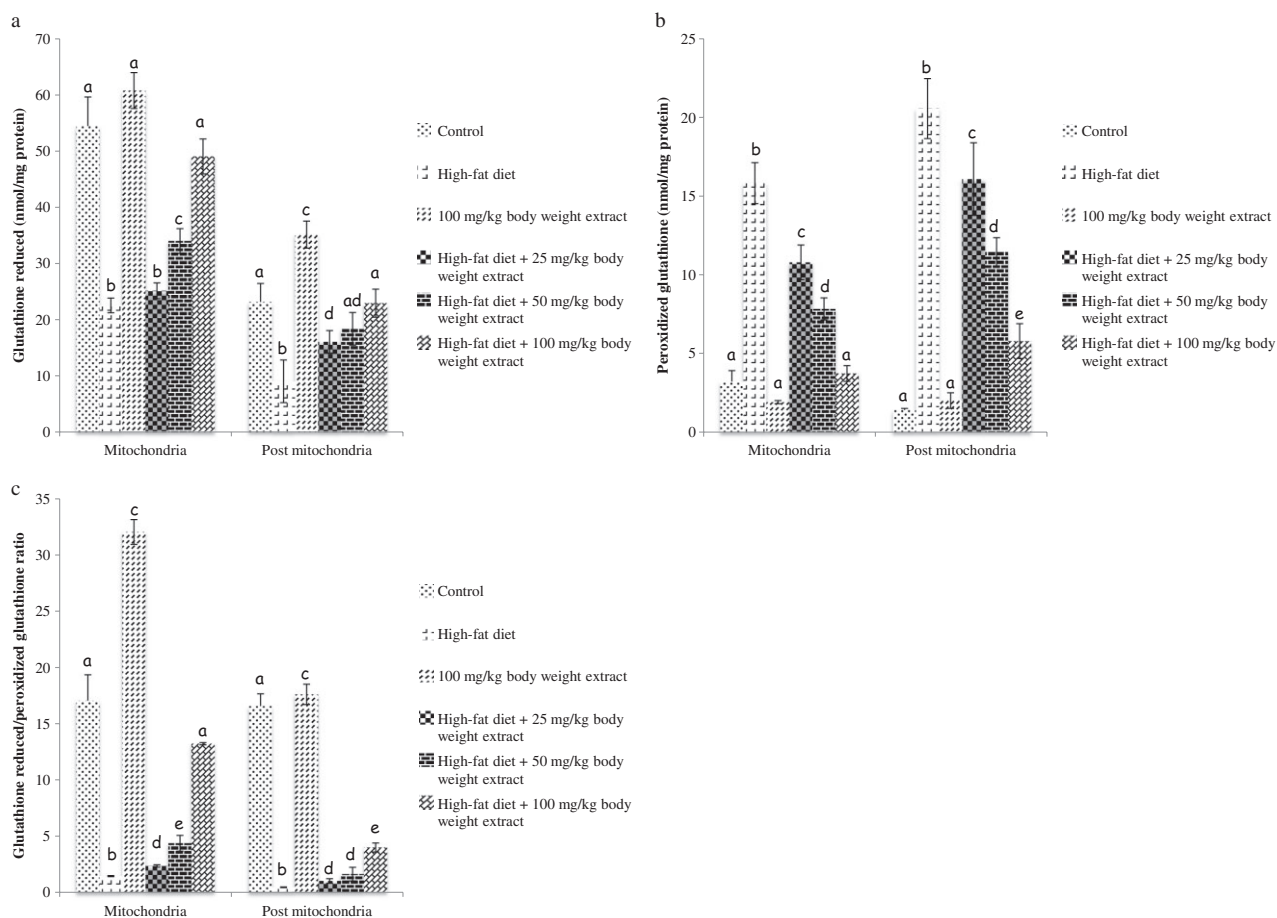 a
Glutathione reduced (nmol/mg protein)
70
60
50
40
30
20
10
0
a
b
a
b
c
a
a
b
c
d
ad
a
Mitochondria
Post mitochondria
Control
High-fat diet
100 mg/kg body weight extract
High-fat diet + 25 mg/kg body
weight extract
High-fat diet + 50 mg/kg body
weight extract
High-fat diet + 100 mg/kg body
weight extract
b
Peroxidized glutathione (nmol/mg protein)
25
20
15
10
5
0
a
b
a
c
d
a
a
b
a
c
d
e
Mitochondria
Post mitochondria
Control
High-fat diet
100 mg/kg body weight extract
High-fat diet + 25 mg/kg body
weight extract
High-fat diet + 50 mg/kg body
weight extract
High-fat diet + 100 mg/kg body
weight extract
c
Glutathione reduced/peroxidized glutathione ratio
35
30
25
20
15
10
5
0
a
b
c
d
e
a
a
b
c
d
d
e
Mitochondria
Post mitochondria
Control
High-fat diet
100 mg/kg body weight extract
High-fat diet + 25 mg/kg body
weight extract
High-fat diet + 50 mg/kg body
weight extract
High-fat diet + 100 mg/kg body
weight extract